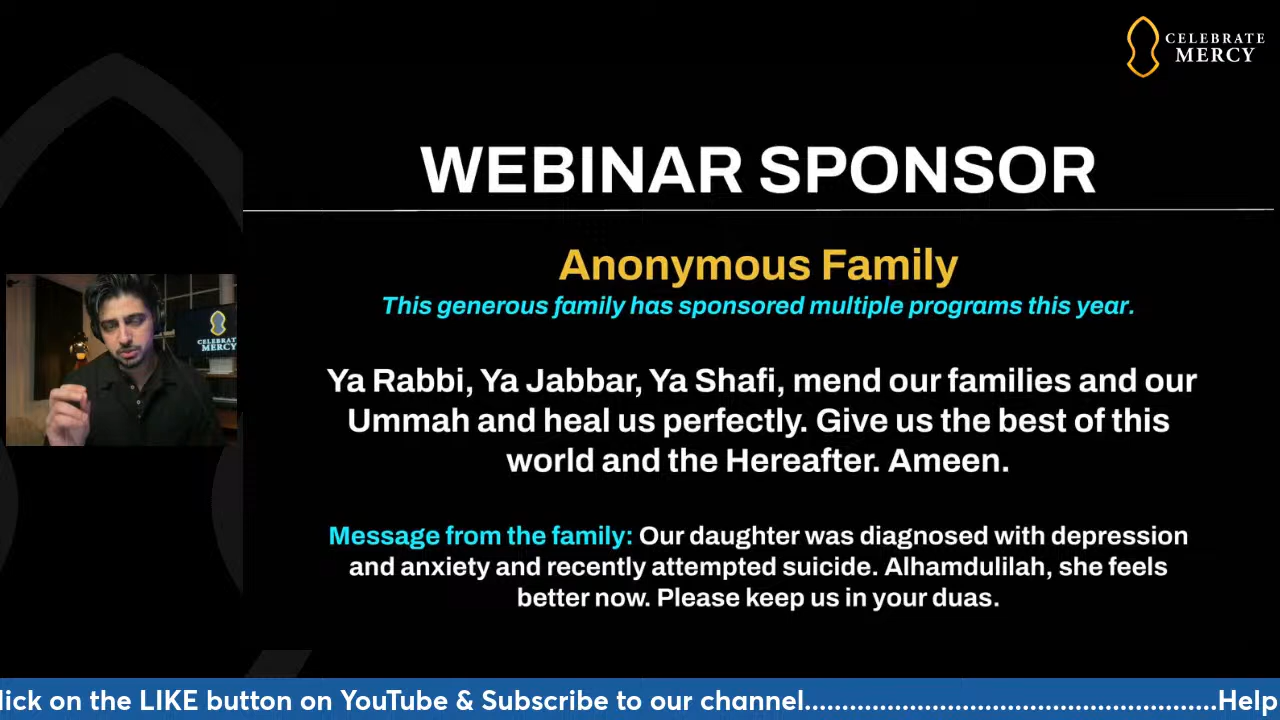 CELEBRATE
MERCY
WEBINAR SPONSOR
Anonymous Family
This generous family has sponsored multiple programs this year.
Ya Rabbi, Ya Jabbar, Ya Shafi, mend our families and our
Ummah and heal us perfectly. Give us the best of this
world and the Hereafter. Ameen.
Message from the family: Our daughter was diagnosed with depression
and anxiety and recently attempted suicide. Alhamdulilah, she feels
better now. Please keep us in your duas.
CELEBRATE
MERCY
lick on the LIKE button on YouTube & Subscribe to our channel..................................................Help